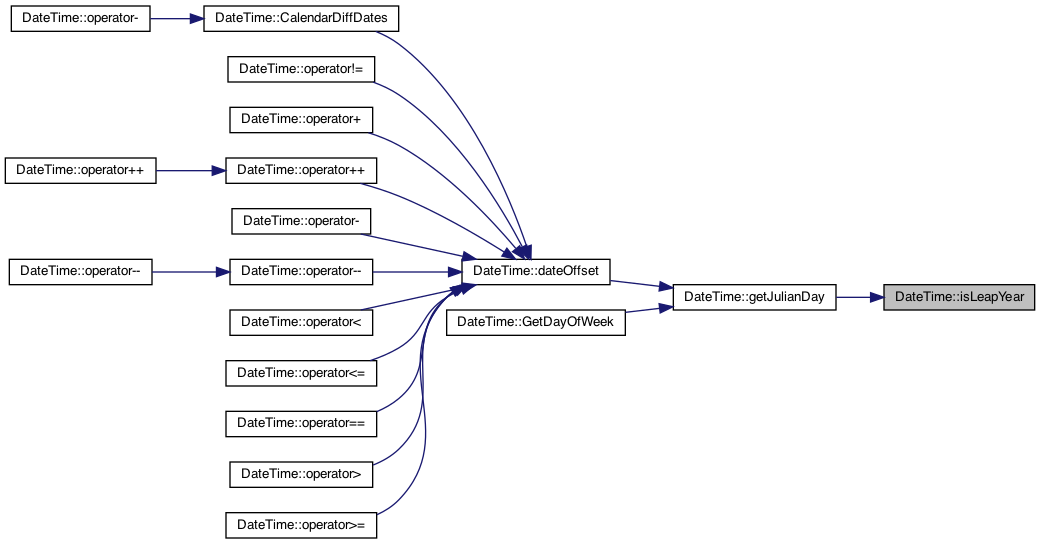 DateTime::operator-
DateTime::CalendarDiffDates
DateTime::operator!=
DateTime::operator+
DateTime::operator++
DateTime::operator++
DateTime::operator-
DateTime::operator--
DateTime::operator--
DateTime::dateOffset
DateTime::getJulianDay
DateTime::isLeapYear
DateTime::operator<
DateTime::GetDayOfWeek
DateTime::operator<=
DateTime::operator==
DateTime::operator>
DateTime::operator>=